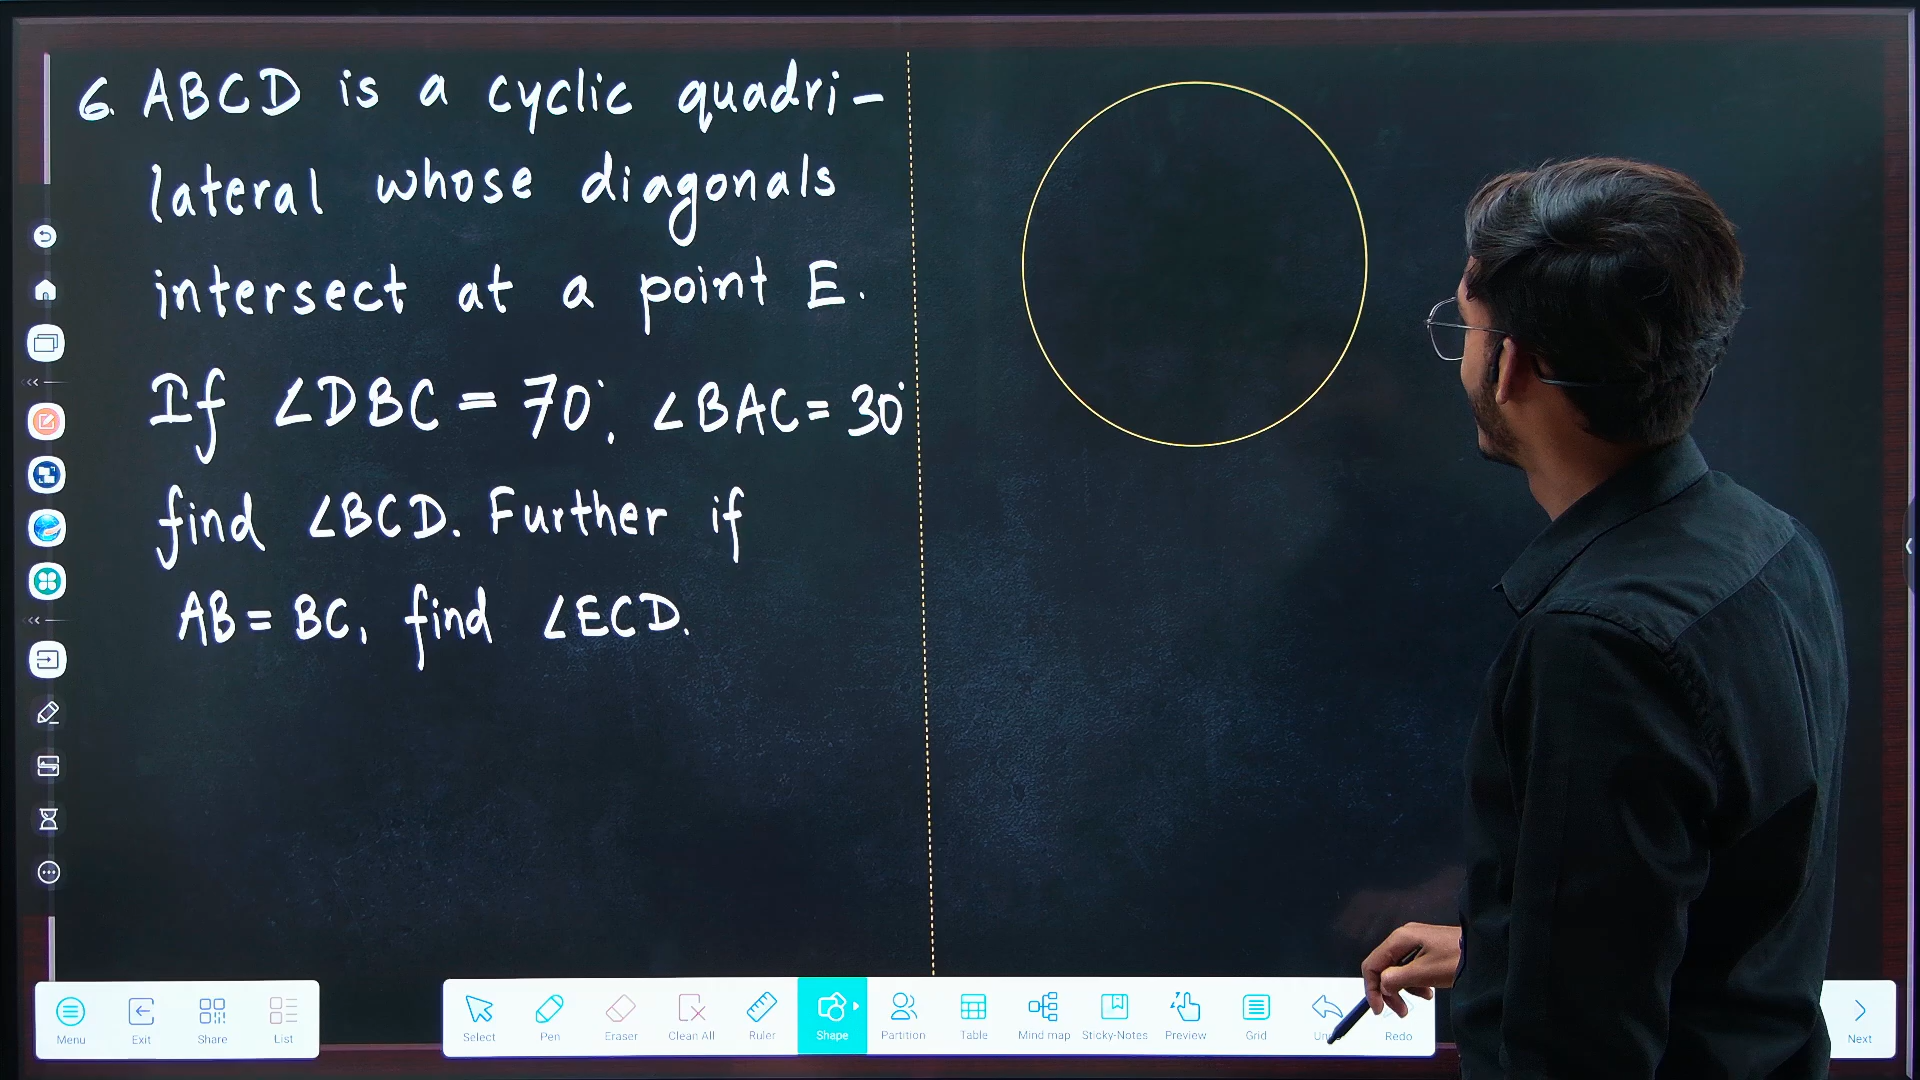 6. ABCD is a cyclic quadri-
lateral whose diagonals
intersect at a point E.
If ∠DBC = 70°, ∠BAC = 30°
find ∠BCD. Further if
AB = BC, find ∠ECD.
Menu Exit Share List Select Pen Eraser Clean All Ruler Shape Partition Table Mind map Sticky-Notes Preview Grid Redo Next